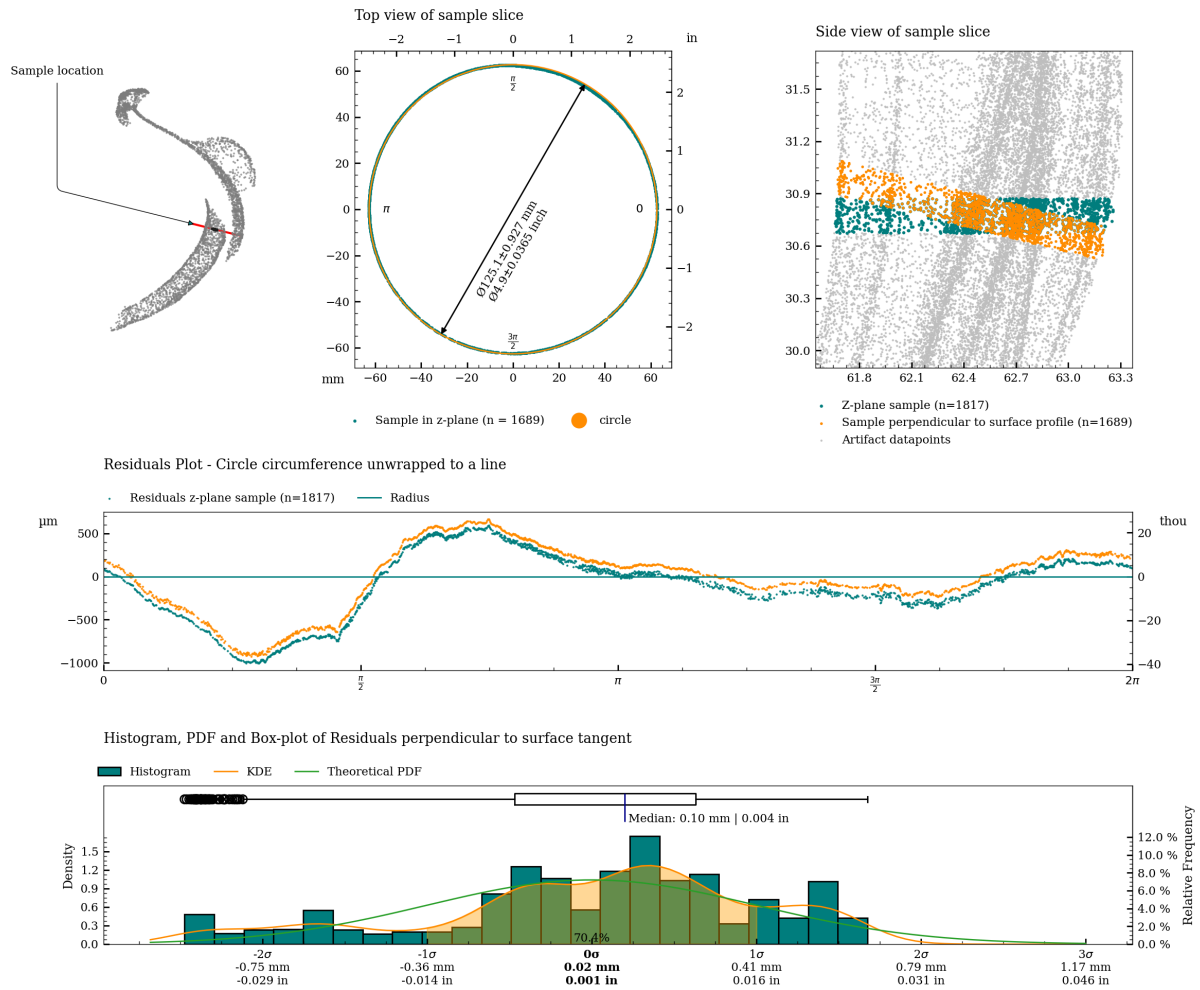 Top view of sample slice
Side view of sample slice
Sample location
−2 −1 0 1 2 in
60
40
20
0
−20
−40
−60
2
1
0
−1
−2
π/2
π
0
3π/2
Ø125.1±0.927 mm
Ø4.9±0.0365 inch
mm −60 −40 −20 0 20 40 60
Sample in z-plane (n = 1689) circle
31.5
31.2
30.9
30.6
30.3
30.0
61.8 62.1 62.4 62.7 63.0 63.3
Z-plane sample (n=1817)
Sample perpendicular to surface profile (n=1689)
Artifact datapoints
Residuals Plot - Circle circumference unwrapped to a line
Residuals z-plane sample (n=1817) Radius
µm thou
500
0
−500
−1000
20
0
−20
−40
0 π/2 π 3π/2 2π
Histogram, PDF and Box-plot of Residuals perpendicular to surface tangent
Histogram KDE Theoretical PDF
Median: 0.10 mm | 0.004 in
Density
1.5
1.2
0.9
0.6
0.3
0.0
12.0 %
10.0 %
8.0 %
6.0 %
4.0 %
2.0 %
0.0 %
Relative Frequency
70.4%
-2σ -1σ 0σ 1σ 2σ 3σ
-0.75 mm -0.36 mm 0.02 mm 0.41 mm 0.79 mm 1.17 mm
-0.029 in -0.014 in 0.001 in 0.016 in 0.031 in 0.046 in